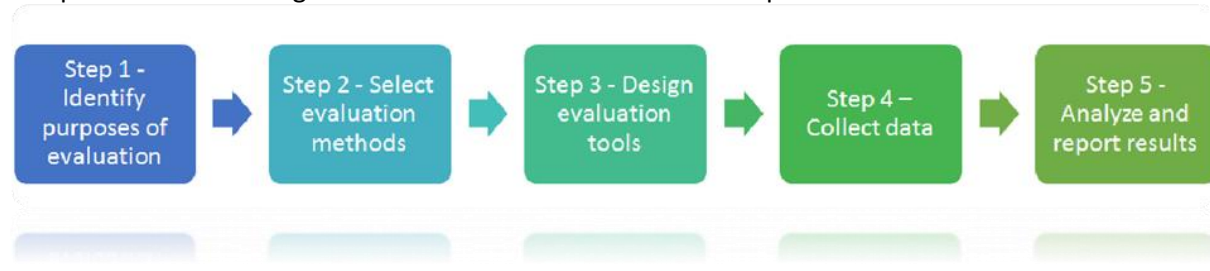 Step 1 -
Identify
purposes of
evaluation
Step 2 - Select
evaluation
methods
Step 3 - Design
evaluation
tools
Step 4 –
Collect data
Step 5 -
Analyze and
report results